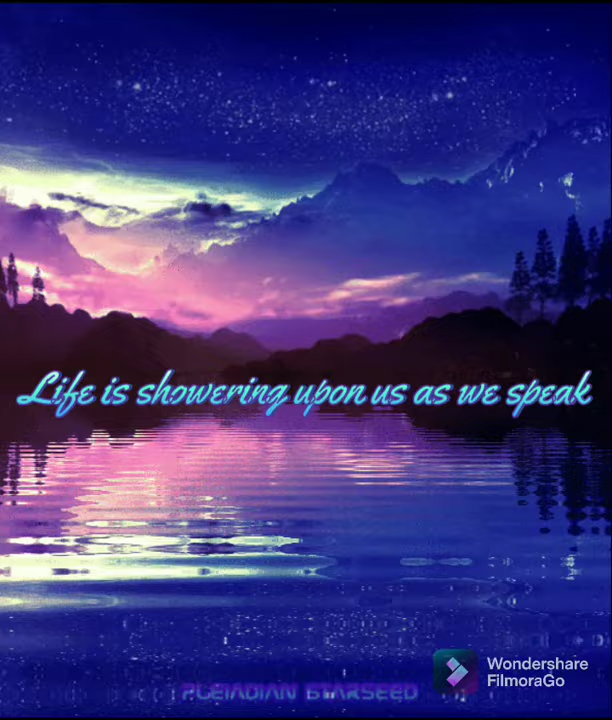 Life is showering upon us as we speak
Wondershare
FilmoraGo
PLEIADIAN STARSEED